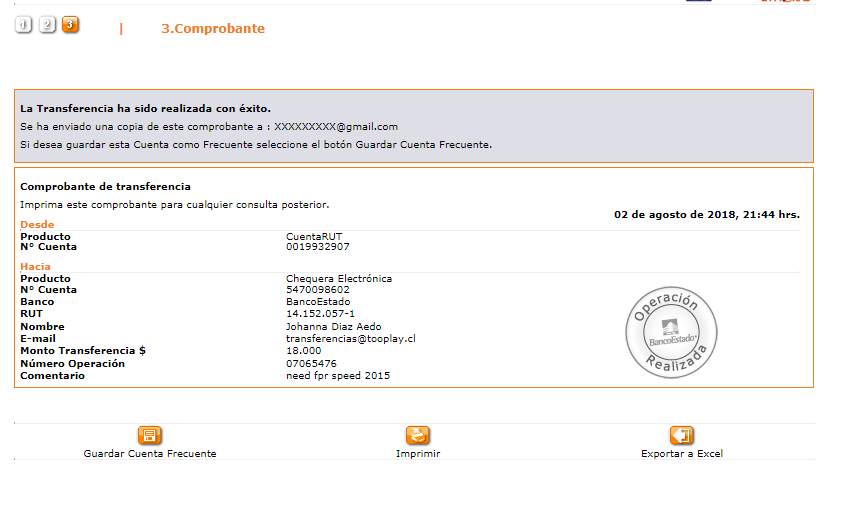 1 2 3 | 3.Comprobante
La Transferencia ha sido realizada con éxito.
Se ha enviado una copia de este comprobante a : XXXXXXXXX@gmail.com
Si desea guardar esta Cuenta como Frecuente seleccione el botón Guardar Cuenta Frecuente.
Comprobante de transferencia
Imprima este comprobante para cualquier consulta posterior.
02 de agosto de 2018, 21:44 hrs.
Desde
Producto CuentaRUT
N° Cuenta 0019932907
Hacia
Producto Chequera Electrónica
N° Cuenta 5470098602
Banco BancoEstado
RUT 14.152.057-1
Nombre Johanna Diaz Aedo
E-mail transferencias@tooplay.cl
Monto Transferencia $ 18.000
Número Operación 07065476
Comentario need fpr speed 2015
Operación
BancoEstado
Realizada
Guardar Cuenta Frecuente Imprimir Exportar a Excel